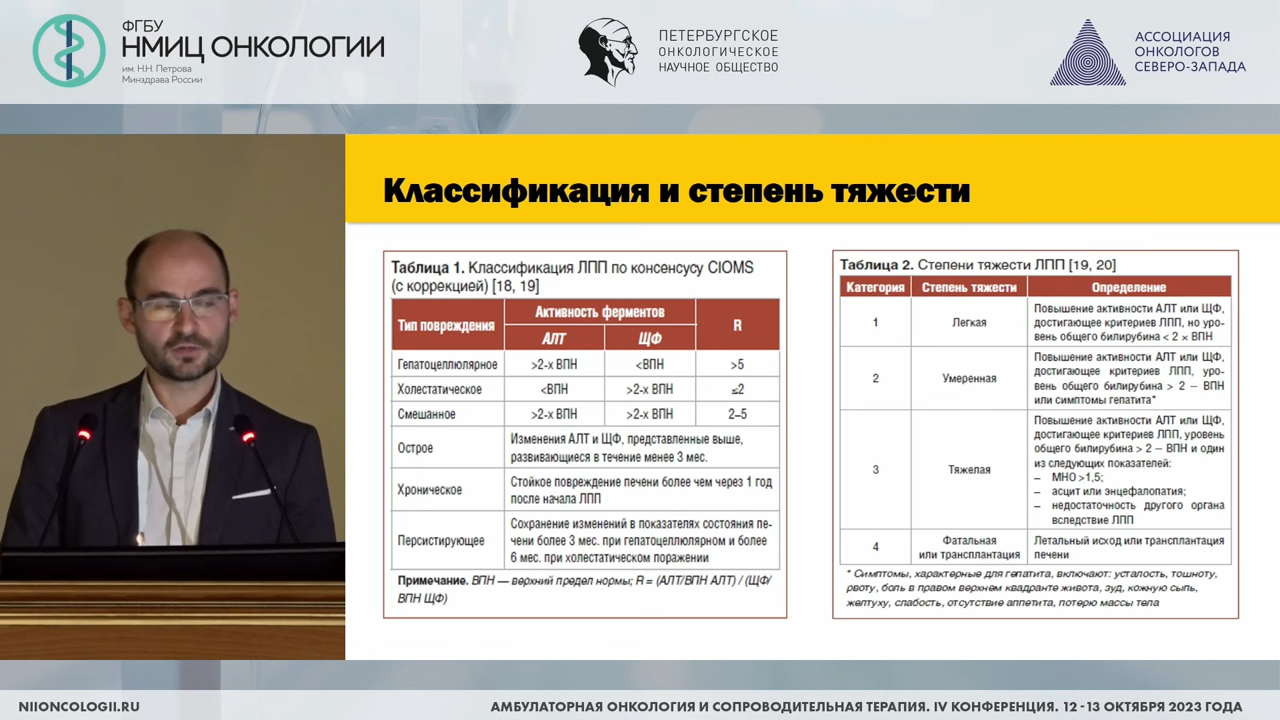 ФГБУ
НМИЦ ОНКОЛОГИИ
им. Н.Н. Петрова
Минздрава России
ПЕТЕРБУРГСКОЕ
ОНКОЛОГИЧЕСКОЕ
НАУЧНОЕ ОБЩЕСТВО
АССОЦИАЦИЯ
ОНКОЛОГОВ
СЕВЕРО-ЗАПАДА
Классификация и степень тяжести
Таблица 1. Классификация ЛПП по консенсусу CIOMS
(с коррекцией) [18, 19]
Тип повреждения Активность ферментов R
АЛТ ЩФ
Гепатоцеллюлярное >2-х ВПН <ВПН >5
Холестатическое <ВПН >2-х ВПН ≤2
Смешанное >2-х ВПН >2-х ВПН 2–5
Острое Изменения АЛТ и ЩФ, представленные выше,
развивающиеся в течение менее 3 мес.
Хроническое Стойкое повреждение печени более чем через 1 год
после начала ЛПП
Персистирующее Сохранение изменений в показателях состояния пе-
чени более 3 мес. при гепатоцеллюлярном и более
6 мес. при холестатическом поражении
Примечание. ВПН — верхний предел нормы; R = (АЛТ/ВПН АЛТ) / (ЩФ/
ВПН ЩФ)
Таблица 2. Степени тяжести ЛПП [19, 20]
Категория Степень тяжести Определение
1 Легкая Повышение активности АЛТ или ЩФ,
достигающее критериев ЛПП, но уро-
вень общего билирубина < 2 × ВПН
2 Умеренная Повышение активности АЛТ или ЩФ,
достигающее критериев ЛПП, уро-
вень общего билирубина > 2 – ВПН
или симптомы гепатита*
3 Тяжелая Повышение активности АЛТ или ЩФ,
достигающее критериев ЛПП, уровень
общего билирубина > 2 – ВПН и один
из следующих показателей:
– МНО >1,5;
– асцит или энцефалопатия;
– недостаточность другого органа
вследствие ЛПП
4 Фатальная или трансплантация Летальный исход или трансплантация
печени
* Симптомы, характерные для гепатита, включают: усталость, тошноту,
рвоту, боль в правом верхнем квадранте живота, зуд, кожную сыпь,
желтуху, слабость, отсутствие аппетита, потерю массы тела
NIIONCOLOGII.RU
АМБУЛАТОРНАЯ ОНКОЛОГИЯ И СОПРОВОДИТЕЛЬНАЯ ТЕРАПИЯ. IV КОНФЕРЕНЦИЯ. 12 - 13 ОКТЯБРЯ 2023 ГОДА